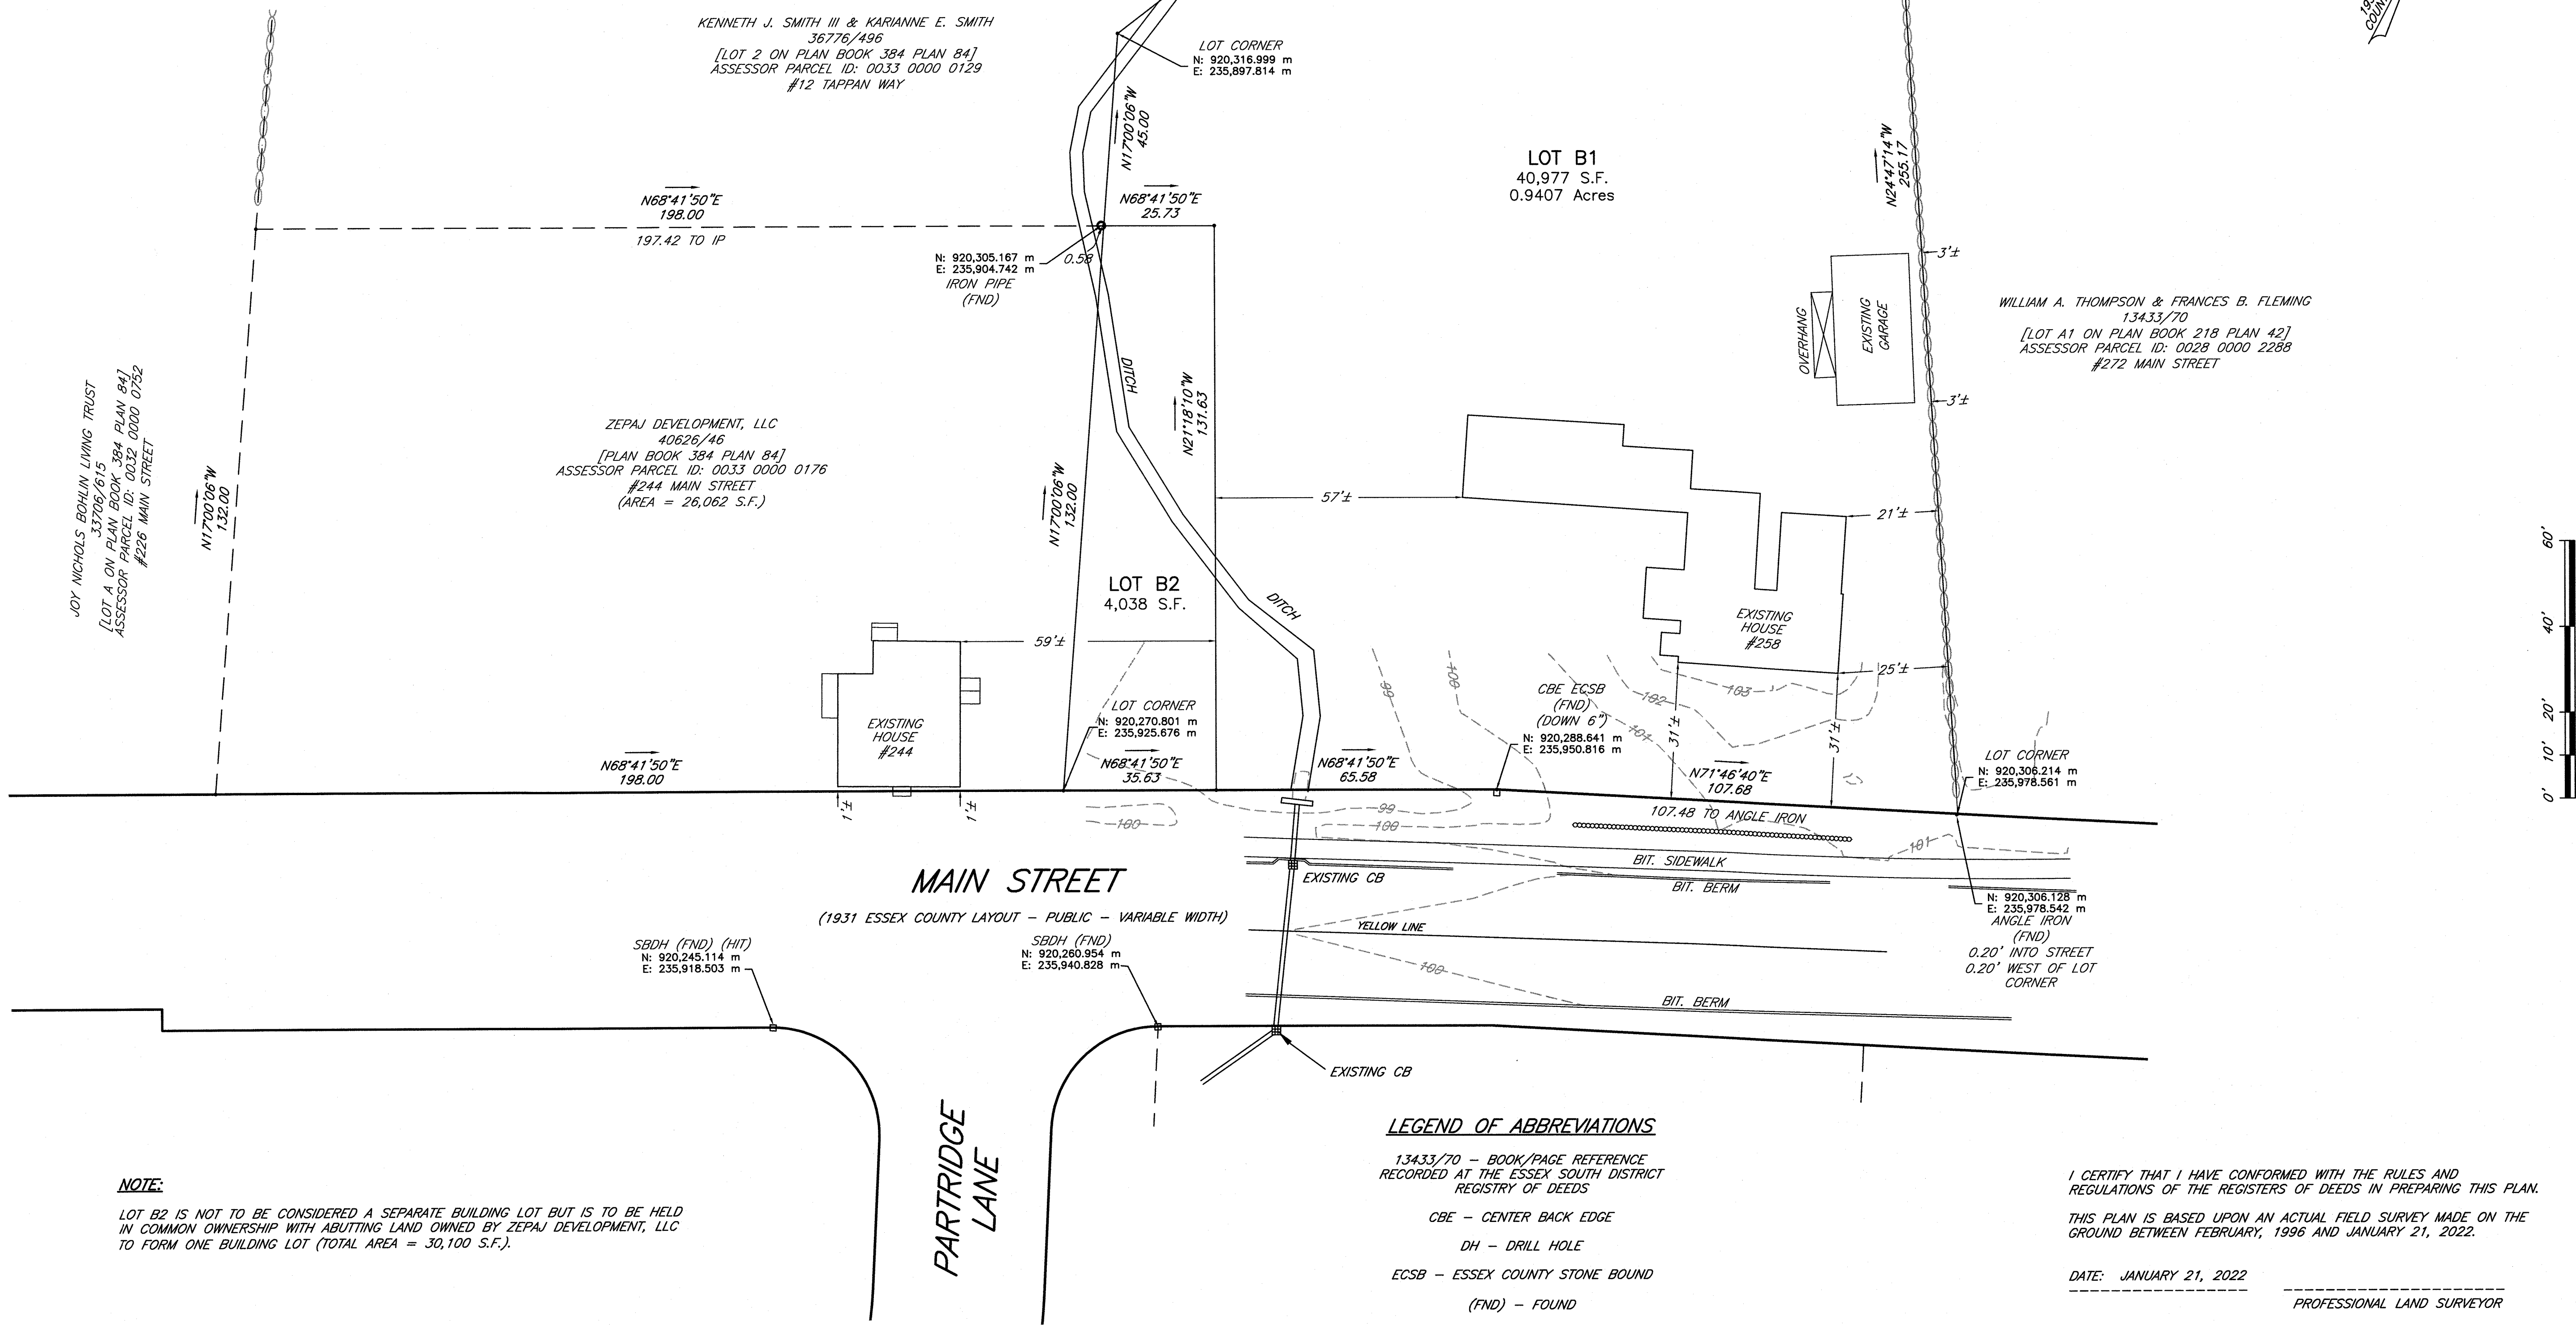 KENNETH J. SMITH III & KARIANNE E. SMITH
36776/496
[LOT 2 ON PLAN BOOK 384 PLAN 84]
ASSESSOR PARCEL ID: 0033 0000 0129
#12 TAPPAN WAY
LOT CORNER
N: 920,316.999 m
E: 235,897.814 m
N17°00'06"W
45.00
LOT B1
40,977 S.F.
0.9407 Acres
N24°47'14"W
255.17
N68°41'50"E
198.00
197.42 TO IP
N68°41'50"E
25.73
N: 920,305.167 m
E: 235,904.742 m
IRON PIPE
(FND)
0.58
3'±
OVERHANG
EXISTING
GARAGE
3'±
WILLIAM A. THOMPSON & FRANCES B. FLEMING
13433/70
[LOT A1 ON PLAN BOOK 218 PLAN 42]
ASSESSOR PARCEL ID: 0028 0000 2288
#272 MAIN STREET
JOY NICHOLS BOHLIN LIVING TRUST
33706/615
[LOT A ON PLAN BOOK 384 PLAN 84]
ASSESSOR PARCEL ID: 0032 0000 0752
#226 MAIN STREET
N17°00'06"W
132.00
ZEPAJ DEVELOPMENT, LLC
40626/46
[PLAN BOOK 384 PLAN 84]
ASSESSOR PARCEL ID: 0033 0000 0176
#244 MAIN STREET
(AREA = 26,062 S.F.)
DITCH
N21°18'10"W
131.63
N17°00'06"W
132.00
57'±
21'±
LOT B2
4,038 S.F.
DITCH
EXISTING
HOUSE
#258
59'±
25'±
60'
40'
20'
10'
0'
EXISTING
HOUSE
#244
LOT CORNER
N: 920,270.801 m
E: 235,925.676 m
99
100
CBE ECSB
(FND)
(DOWN 6")
N: 920,288.641 m
E: 235,950.816 m
102
103
101
31'±
31'±
LOT CORNER
N: 920,306.214 m
E: 235,978.561 m
N68°41'50"E
198.00
N68°41'50"E
35.63
N68°41'50"E
65.58
N71°46'40"E
107.68
107.48 TO ANGLE IRON
1'±
1'±
100
99
100
101
BIT. SIDEWALK
EXISTING CB
BIT. BERM
MAIN STREET
(1931 ESSEX COUNTY LAYOUT – PUBLIC – VARIABLE WIDTH)
YELLOW LINE
N: 920,306.128 m
E: 235,978.542 m
ANGLE IRON
(FND)
0.20' INTO STREET
0.20' WEST OF LOT
CORNER
SBDH (FND) (HIT)
N: 920,245.114 m
E: 235,918.503 m
SBDH (FND)
N: 920,260.954 m
E: 235,940.828 m
100
BIT. BERM
EXISTING CB
PARTRIDGE
LANE
NOTE:
LOT B2 IS NOT TO BE CONSIDERED A SEPARATE BUILDING LOT BUT IS TO BE HELD
IN COMMON OWNERSHIP WITH ABUTTING LAND OWNED BY ZEPAJ DEVELOPMENT, LLC
TO FORM ONE BUILDING LOT (TOTAL AREA = 30,100 S.F.).
LEGEND OF ABBREVIATIONS
13433/70 – BOOK/PAGE REFERENCE
RECORDED AT THE ESSEX SOUTH DISTRICT
REGISTRY OF DEEDS
CBE – CENTER BACK EDGE
DH – DRILL HOLE
ECSB – ESSEX COUNTY STONE BOUND
(FND) – FOUND
I CERTIFY THAT I HAVE CONFORMED WITH THE RULES AND
REGULATIONS OF THE REGISTERS OF DEEDS IN PREPARING THIS PLAN.
THIS PLAN IS BASED UPON AN ACTUAL FIELD SURVEY MADE ON THE
GROUND BETWEEN FEBRUARY, 1996 AND JANUARY 21, 2022.
DATE: JANUARY 21, 2022
PROFESSIONAL LAND SURVEYOR